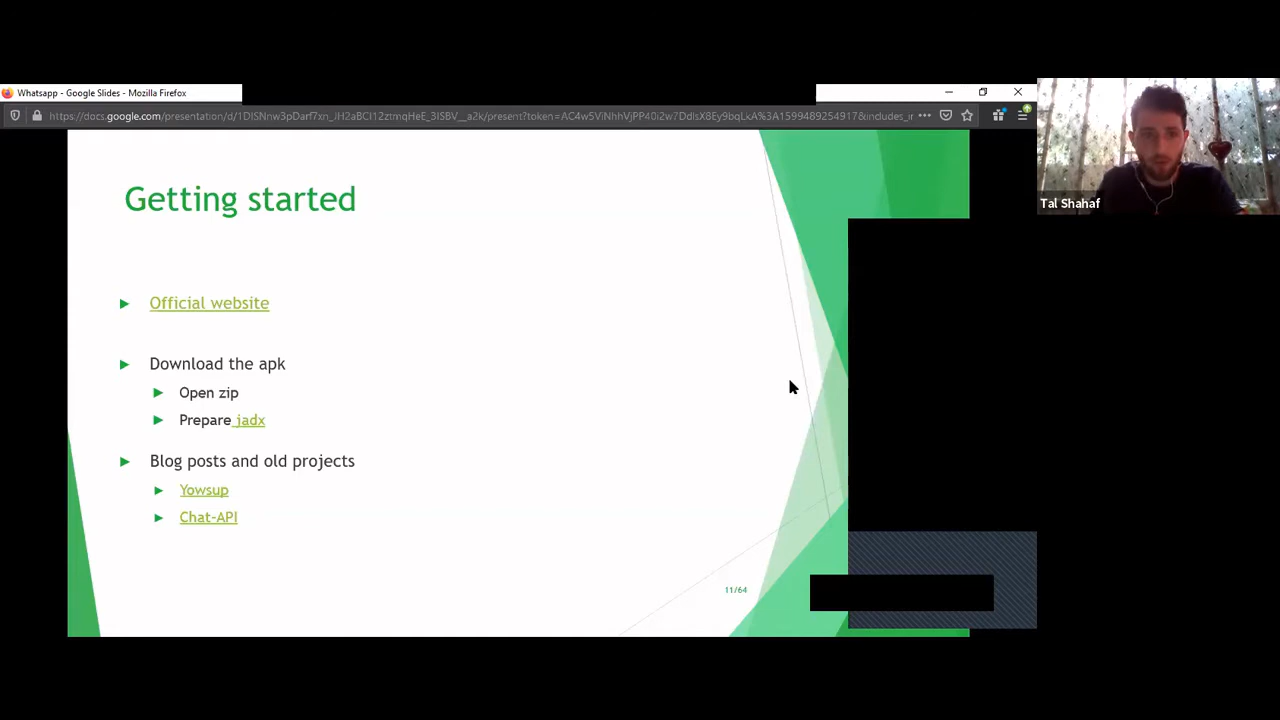 Whatsapp - Google Slides - Mozilla Firefox
Tal Shahaf
Getting started
Official website
Download the apk
Open zip
Prepare jadx
Blog posts and old projects
Yowsup
Chat-API
11/64